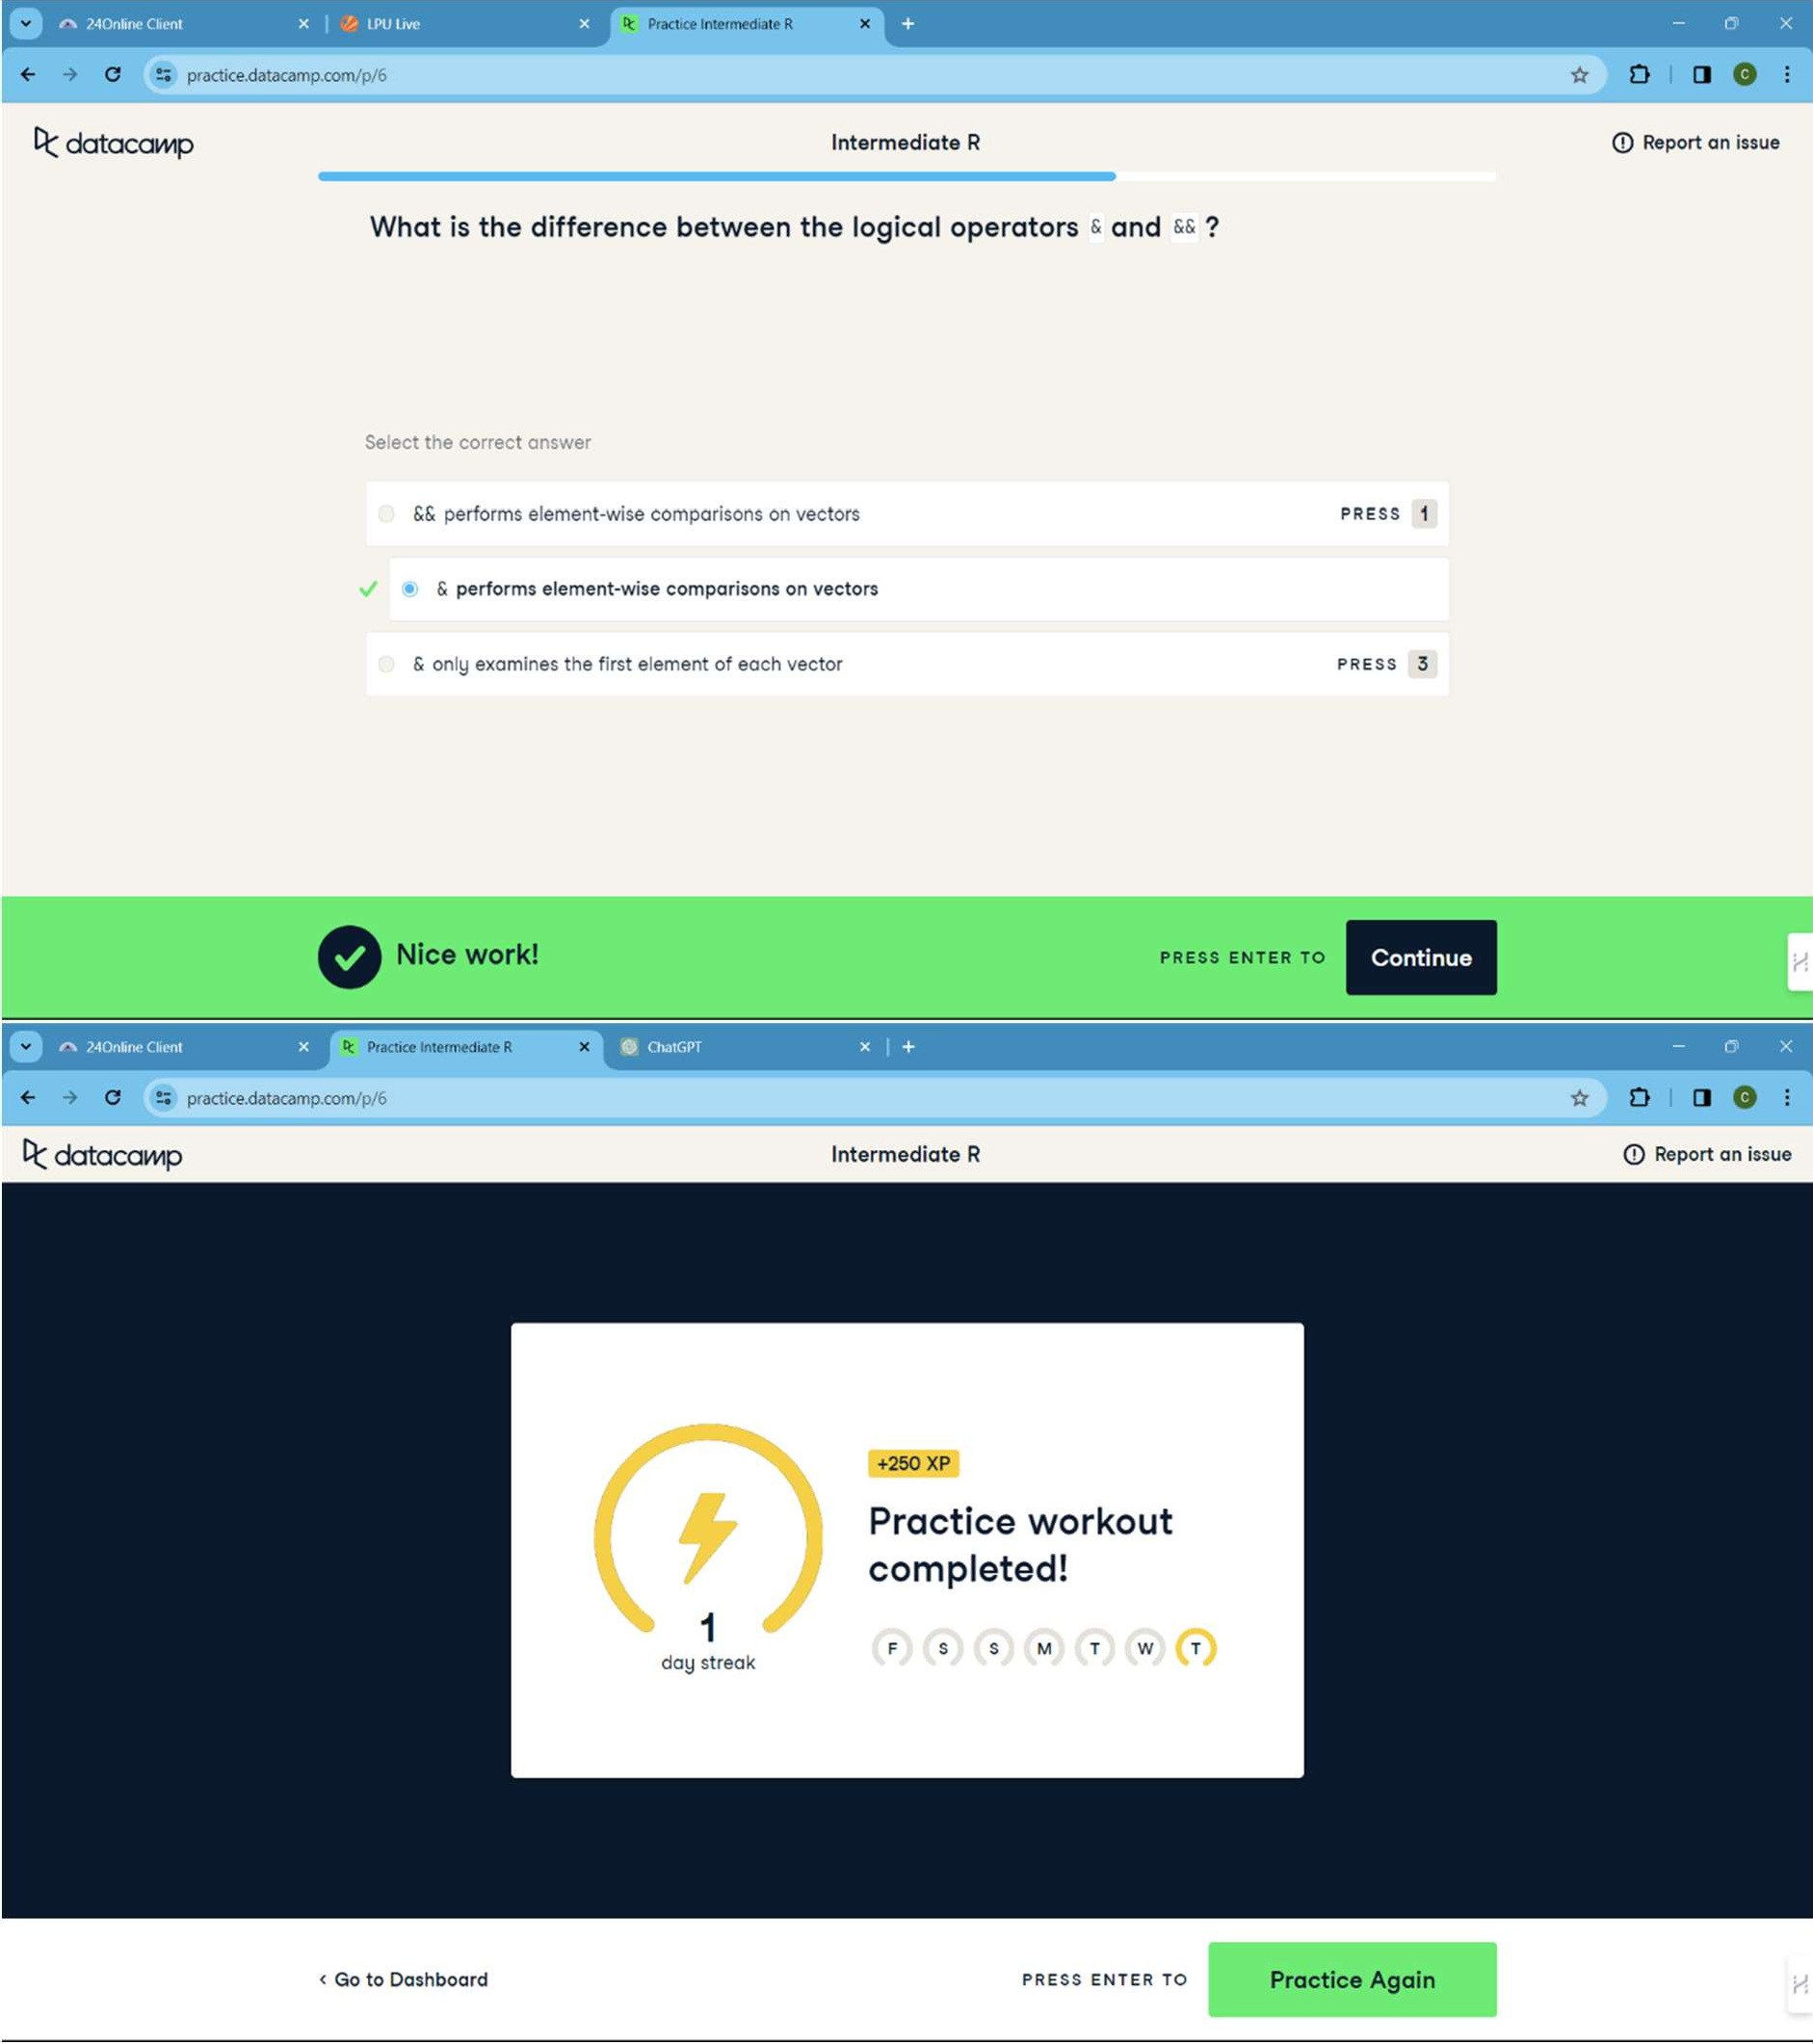 24Online Client
LPU Live
Practice Intermediate R
practice.datacamp.com/p/6
C
datacamp
Intermediate R
Report an issue
What is the difference between the logical operators & and && ?
Select the correct answer
&& performs element-wise comparisons on vectors PRESS 1
& performs element-wise comparisons on vectors
& only examines the first element of each vector PRESS 3
Nice work!
PRESS ENTER TO Continue
24Online Client
Practice Intermediate R
ChatGPT
practice.datacamp.com/p/6
C
datacamp
Intermediate R
Report an issue
+250 XP
Practice workout
completed!
1
day streak
F S S M T W T
< Go to Dashboard
PRESS ENTER TO Practice Again